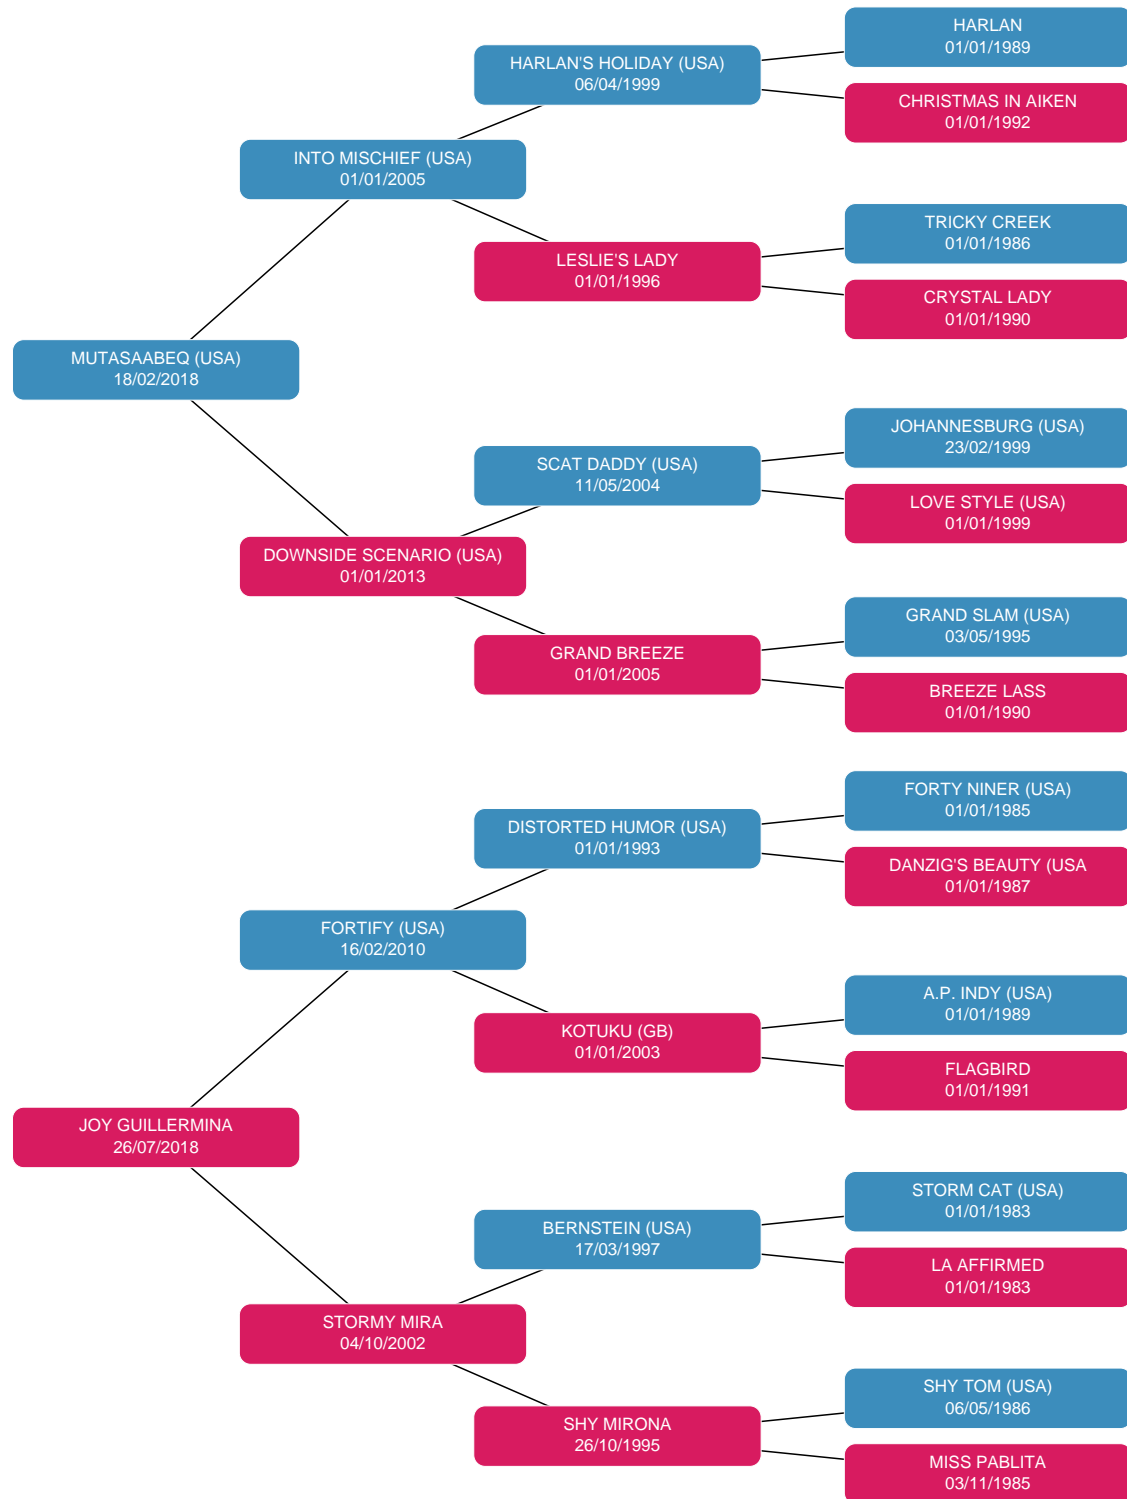 HARLAN
01/01/1989
HARLAN'S HOLIDAY (USA)
06/04/1999
CHRISTMAS IN AIKEN
01/01/1992
INTO MISCHIEF (USA)
01/01/2005
TRICKY CREEK
01/01/1986
LESLIE'S LADY
01/01/1996
CRYSTAL LADY
01/01/1990
MUTASAABEQ (USA)
18/02/2018
JOHANNESBURG (USA)
23/02/1999
SCAT DADDY (USA)
11/05/2004
LOVE STYLE (USA)
01/01/1999
DOWNSIDE SCENARIO (USA)
01/01/2013
GRAND SLAM (USA)
03/05/1995
GRAND BREEZE
01/01/2005
BREEZE LASS
01/01/1990
FORTY NINER (USA)
01/01/1985
DISTORTED HUMOR (USA)
01/01/1993
DANZIG'S BEAUTY (USA
01/01/1987
FORTIFY (USA)
16/02/2010
A.P. INDY (USA)
01/01/1989
KOTUKU (GB)
01/01/2003
FLAGBIRD
01/01/1991
JOY GUILLERMINA
26/07/2018
STORM CAT (USA)
01/01/1983
BERNSTEIN (USA)
17/03/1997
LA AFFIRMED
01/01/1983
STORMY MIRA
04/10/2002
SHY TOM (USA)
06/05/1986
SHY MIRONA
26/10/1995
MISS PABLITA
03/11/1985